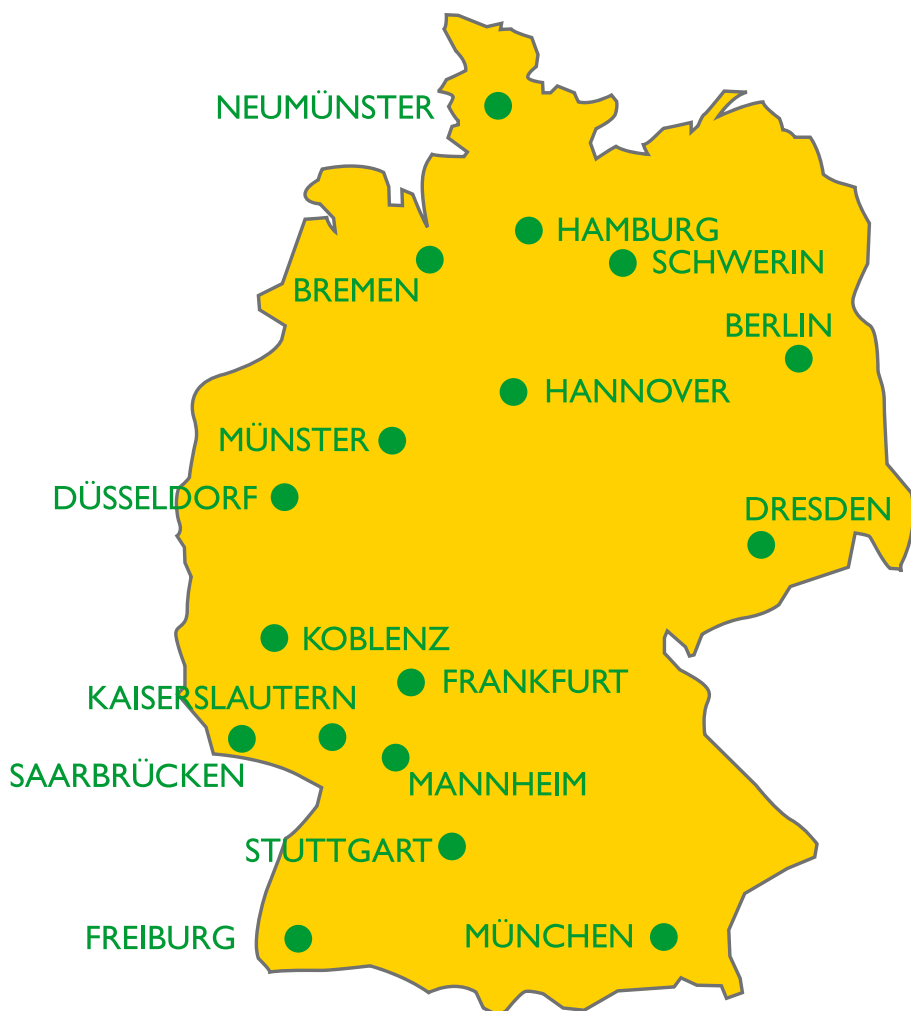 NEUMÜNSTER
HAMBURG
SCHWERIN
BREMEN
BERLIN
HANNOVER
MÜNSTER
DÜSSELDORF
DRESDEN
KOBLENZ
FRANKFURT
KAISERSLAUTERN
SAARBRÜCKEN
MANNHEIM
STUTTGART
FREIBURG
MÜNCHEN